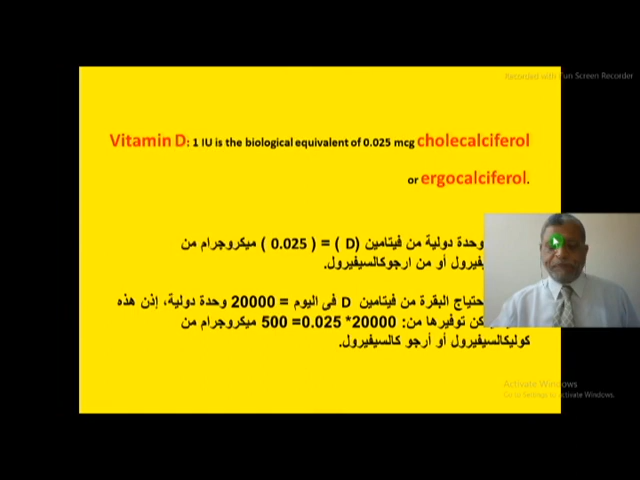 Recorded with Fun Screen Recorder
Vitamin D: 1 IU is the biological equivalent of 0.025 mcg cholecalciferol
or ergocalciferol.
وحدة دولية من فيتامين (D ) = ( 0.025 ) ميكروجرام من
أو من ارجوكالسيفيرول.
البقرة من فيتامين D فى اليوم = 20000 وحدة دولية، إذن هذه
توفيرها من: 20000* 0.025= 500 ميكروجرام من
كوليكالسيفيرول أو أرجو كالسيفيرول.
Activate Windows
Go to Settings to activate Windows.